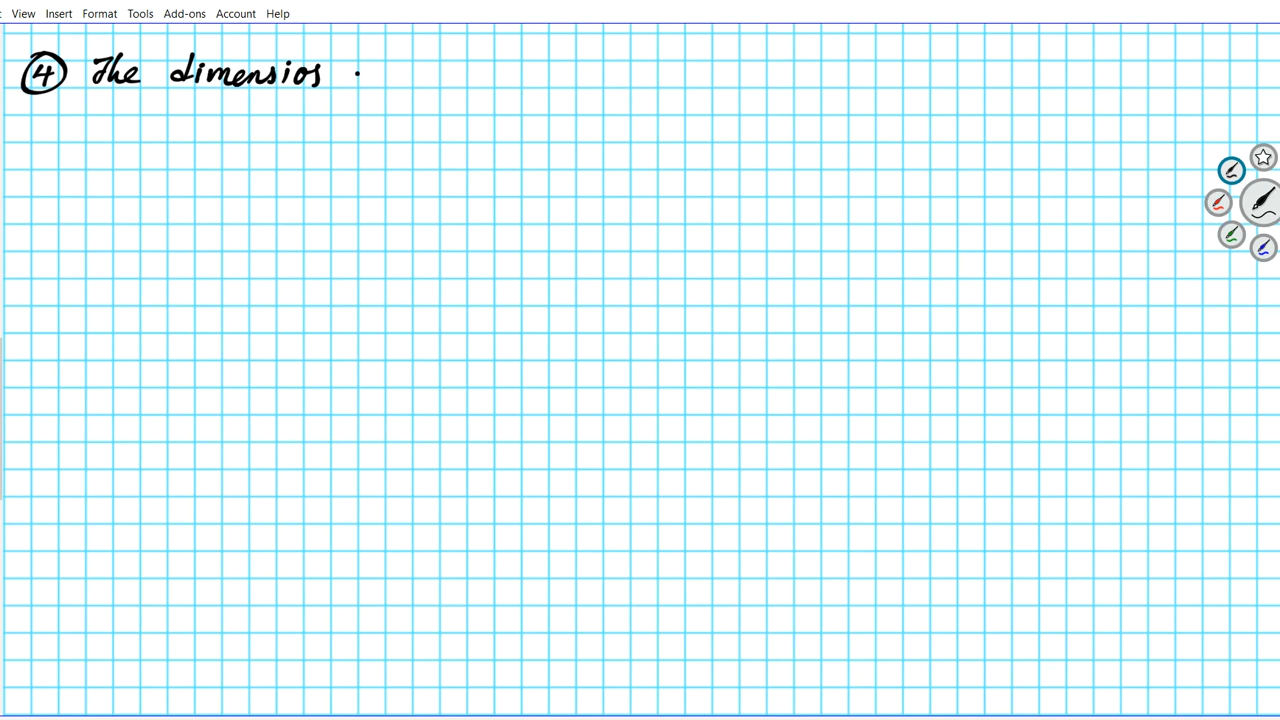 View Insert Format Tools Add-ons Account Help
④ The dimensios .